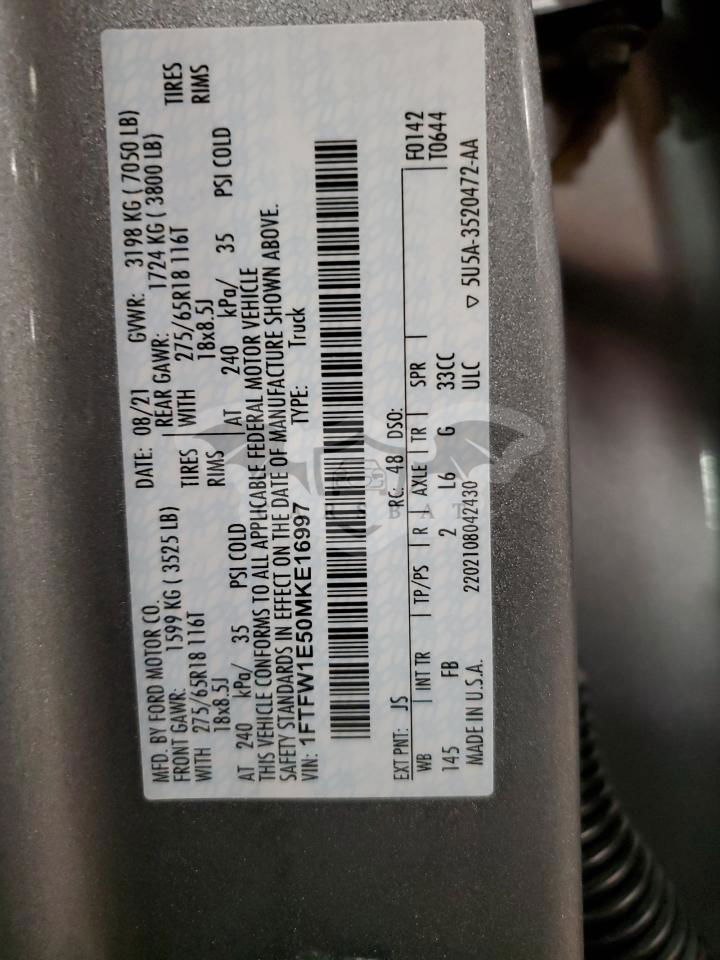 MFD. BY FORD MOTOR CO.
DATE: 08/21 GVWR: 3198 KG ( 7050 LB)
FRONT GAWR: 1599 KG ( 3525 LB) REAR GAWR: 1724 KG ( 3800 LB)
WITH 275/65R18 116T TIRES WITH 275/65R18 116T TIRES
18x8.5J RIMS 18x8.5J RIMS
AT 240 kPa/ 35 PSI COLD AT 240 kPa/ 35 PSI COLD
THIS VEHICLE CONFORMS TO ALL APPLICABLE FEDERAL MOTOR VEHICLE
SAFETY STANDARDS IN EFFECT ON THE DATE OF MANUFACTURE SHOWN ABOVE.
VIN: 1FTFW1E50MKE16997 TYPE: Truck
EXT PNT: JS RC: 48 DSO: F0142
WB INT TR TP/PS R AXLE TR SPR T0644
145 FB 2 L6 G 33CC
MADE IN U.S.A. 2202108042430 ULC ▽ 5U5A-3520472-AA